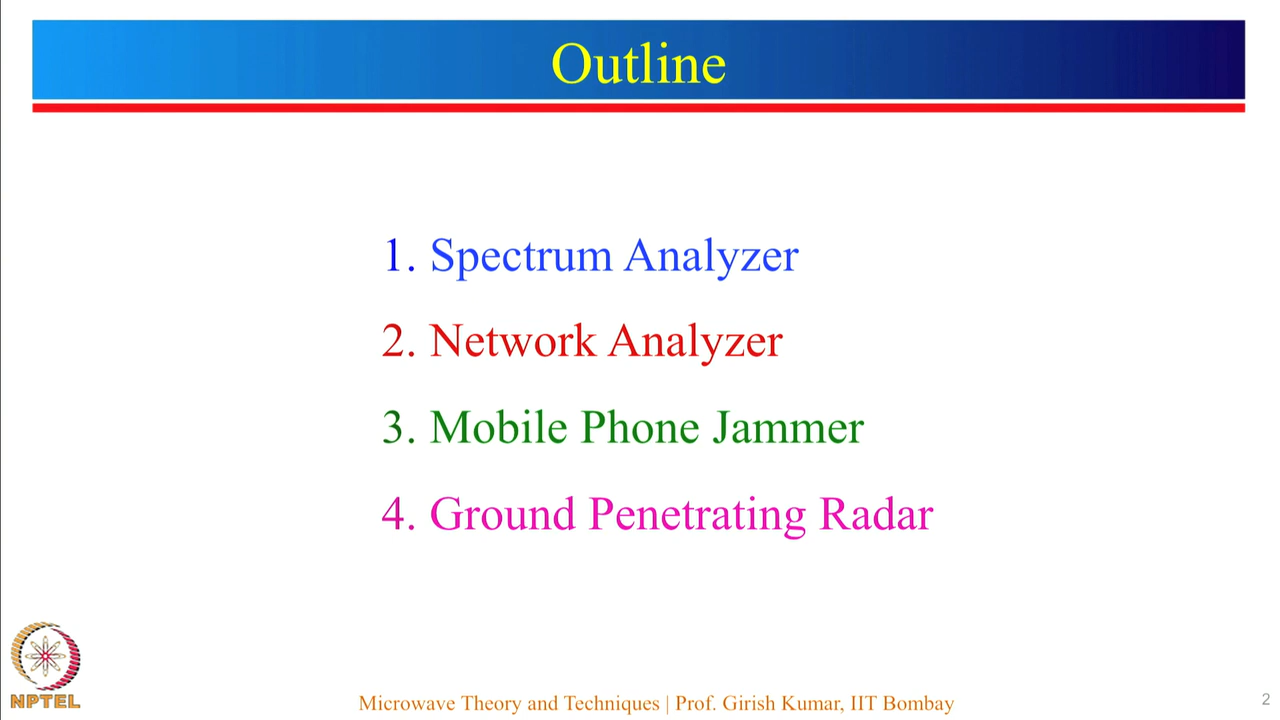 Outline
1. Spectrum Analyzer
2. Network Analyzer
3. Mobile Phone Jammer
4. Ground Penetrating Radar
NPTEL
Microwave Theory and Techniques | Prof. Girish Kumar, IIT Bombay
2